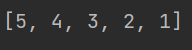 [5, 4, 3, 2, 1]